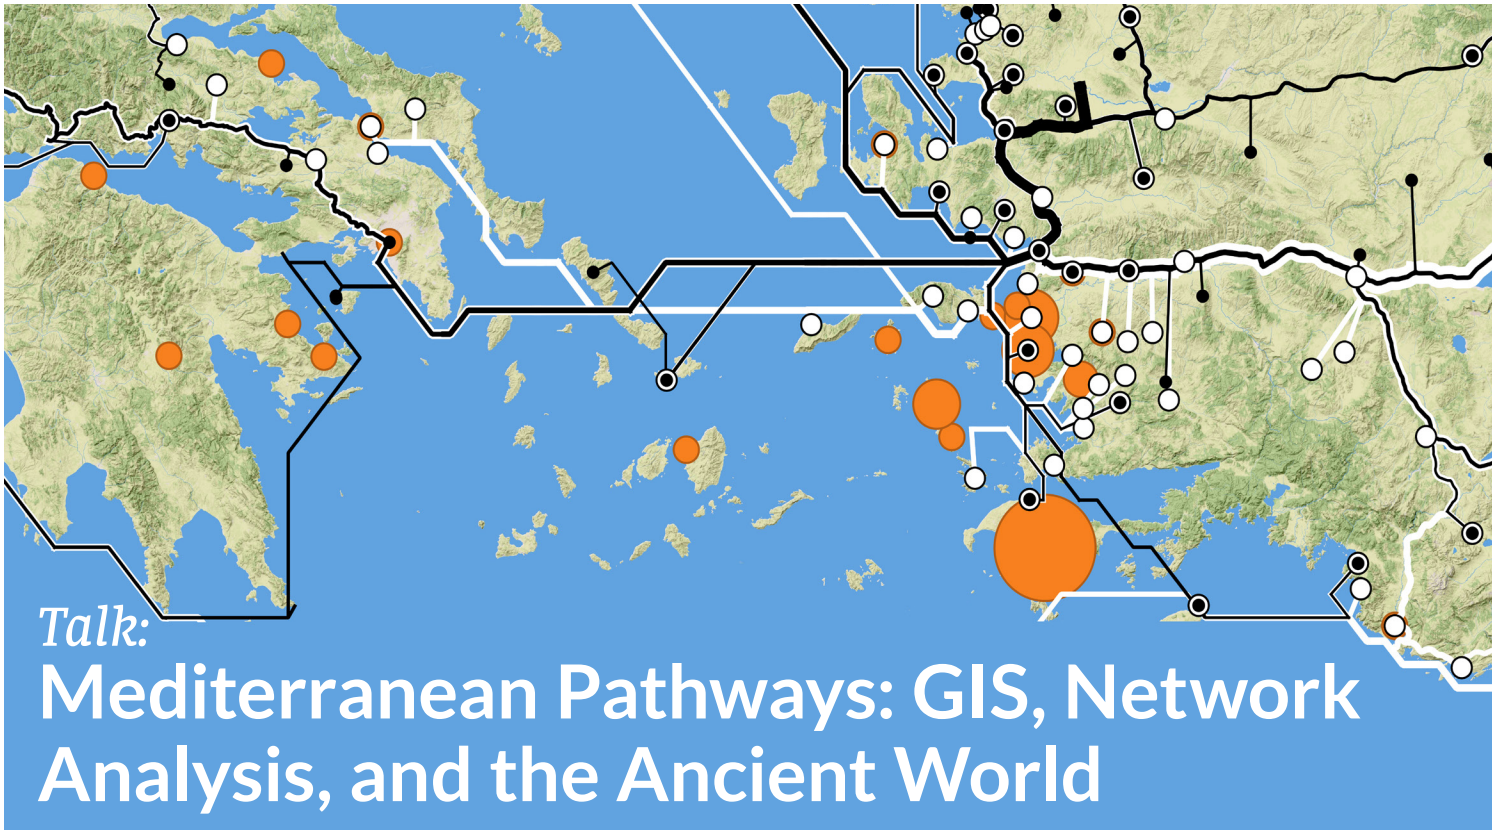 Talk:
Mediterranean Pathways: GIS, Network
Analysis, and the Ancient World